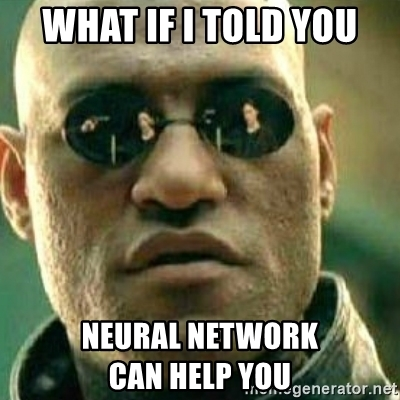 WHAT IF I TOLD YOU
NEURAL NETWORK
CAN HELP YOU
memegenerator.net